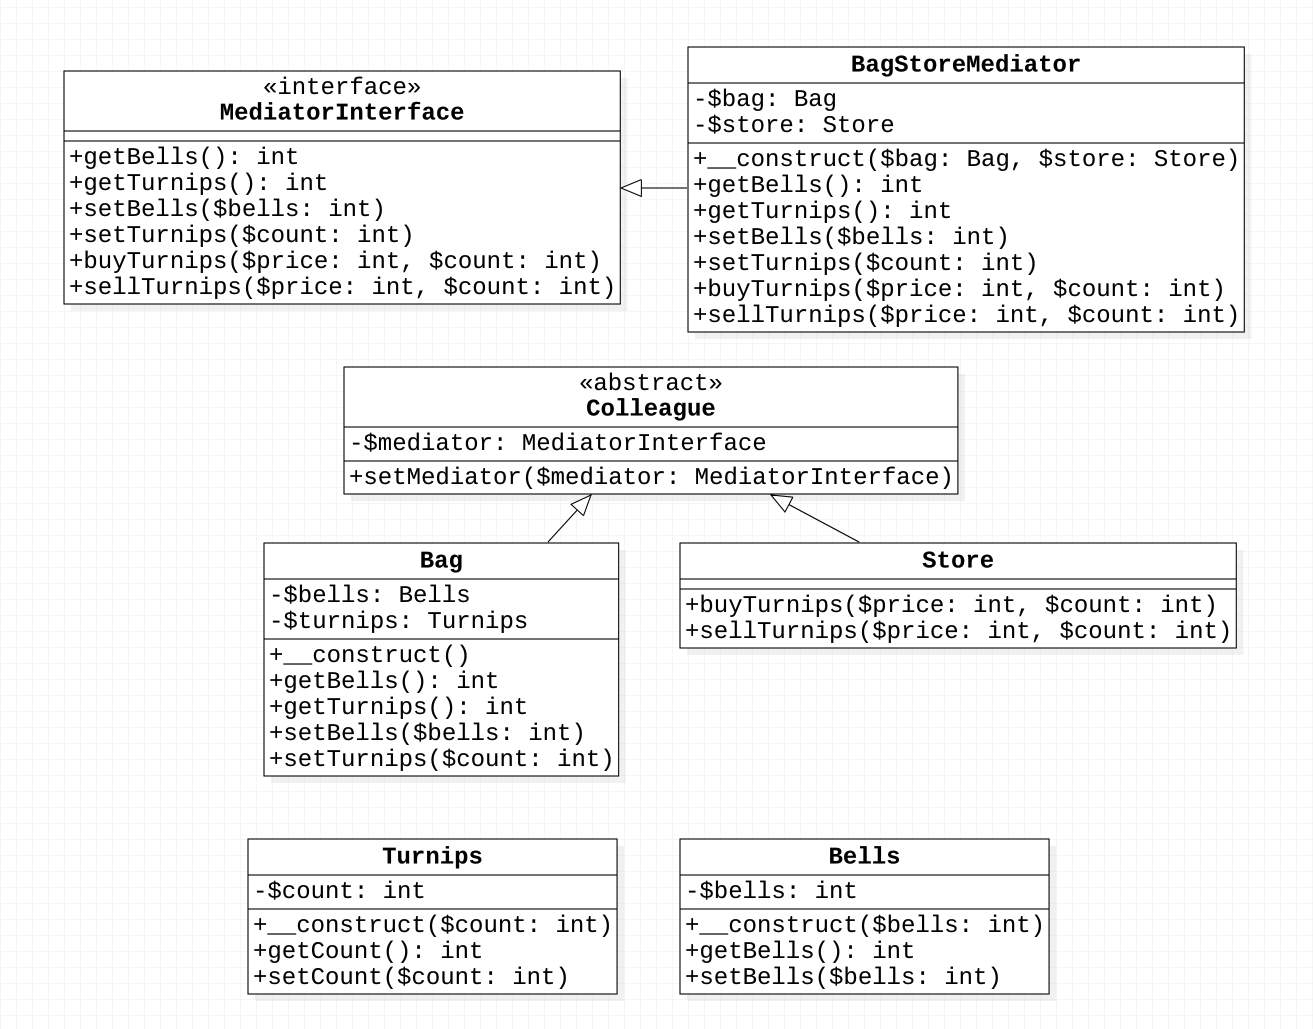 «interface»
MediatorInterface
+getBells(): int
+getTurnips(): int
+setBells($bells: int)
+setTurnips($count: int)
+buyTurnips($price: int, $count: int)
+sellTurnips($price: int, $count: int)
BagStoreMediator
-$bag: Bag
-$store: Store
+__construct($bag: Bag, $store: Store)
+getBells(): int
+getTurnips(): int
+setBells($bells: int)
+setTurnips($count: int)
+buyTurnips($price: int, $count: int)
+sellTurnips($price: int, $count: int)
«abstract»
Colleague
-$mediator: MediatorInterface
+setMediator($mediator: MediatorInterface)
Bag
-$bells: Bells
-$turnips: Turnips
+__construct()
+getBells(): int
+getTurnips(): int
+setBells($bells: int)
+setTurnips($count: int)
Store
+buyTurnips($price: int, $count: int)
+sellTurnips($price: int, $count: int)
Turnips
-$count: int
+__construct($count: int)
+getCount(): int
+setCount($count: int)
Bells
-$bells: int
+__construct($bells: int)
+getBells(): int
+setBells($bells: int)